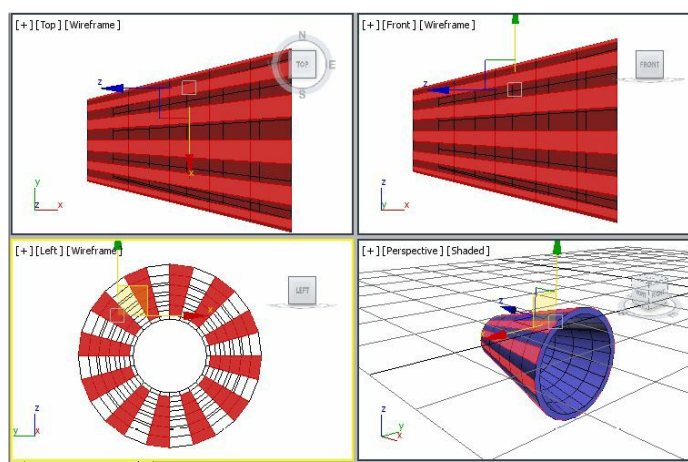 [+] [Top] [Wireframe]
N
TOP
E
S
z
x
y
z
x
[+] [Front] [Wireframe]
FRONT
z
z
x
[+] [Left] [Wireframe]
LEFT
z
y
[+] [Perspective] [Shaded]
z
z
y
x